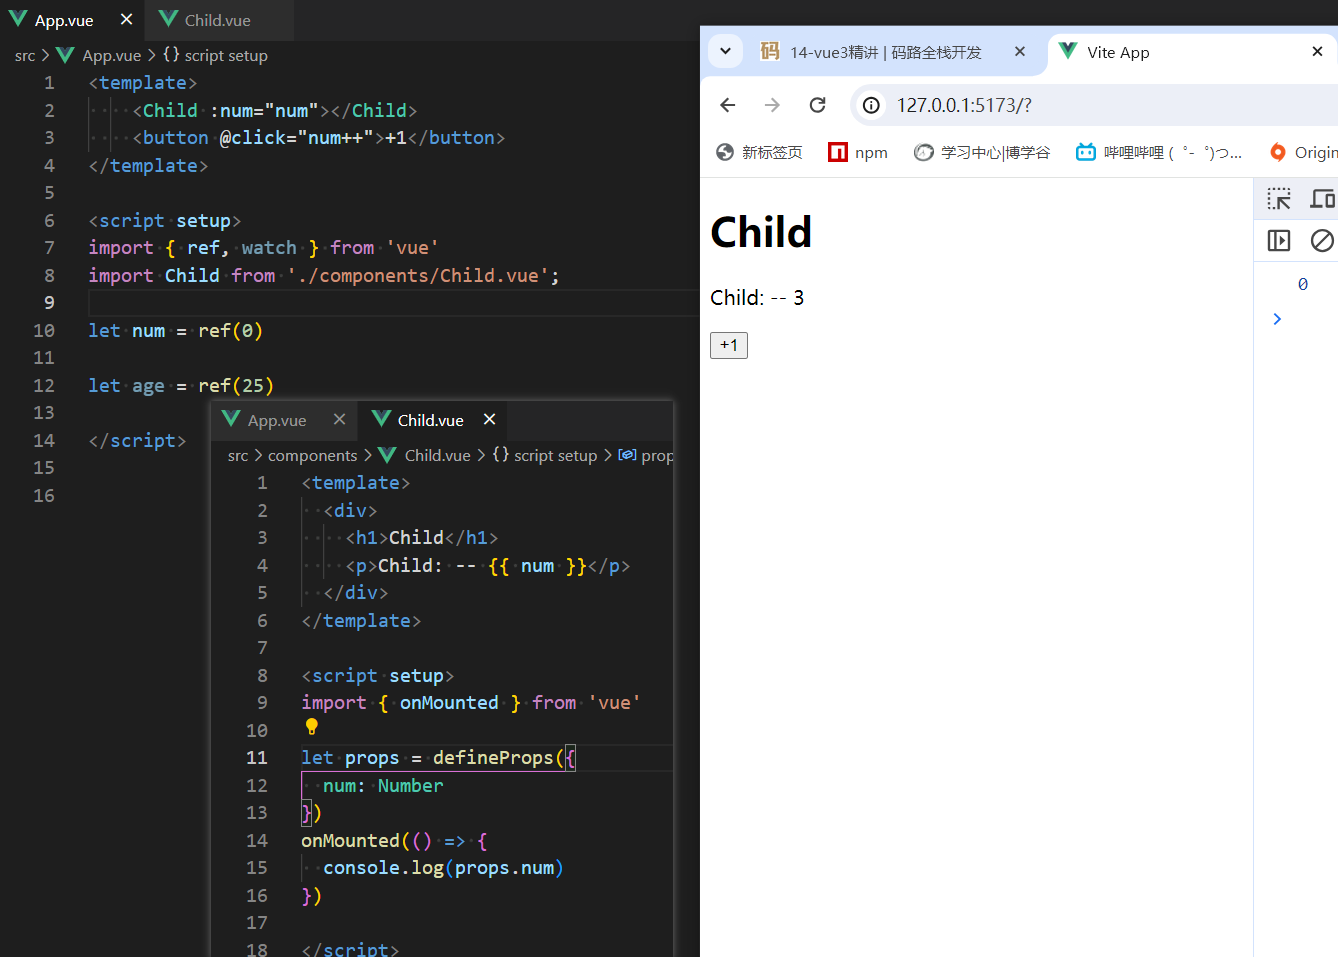 App.vue
Child.vue
src > App.vue > {} script setup
1 <template>
2 <Child :num="num"></Child>
3 <button @click="num++">+1</button>
4 </template>
5
6 <script setup>
7 import { ref, watch } from 'vue'
8 import Child from './components/Child.vue';
9
10 let num = ref(0)
11
12 let age = ref(25)
13
14 </script>
15
16
App.vue
Child.vue
src > components > Child.vue > {} script setup > prop
1 <template>
2 <div>
3 <h1>Child</h1>
4 <p>Child: -- {{ num }}</p>
5 </div>
6 </template>
7
8 <script setup>
9 import { onMounted } from 'vue'
10
11 let props = defineProps({
12 num: Number
13 })
14 onMounted(() => {
15 console.log(props.num)
16 })
17
18 </script>
码 14-vue3精讲 | 码路全栈开发
Vite App
127.0.0.1:5173/?
新标签页
npm
学习中心|博学谷
哔哩哔哩 (゜-゜)つ...
Origin
Child
Child: -- 3
+1
0